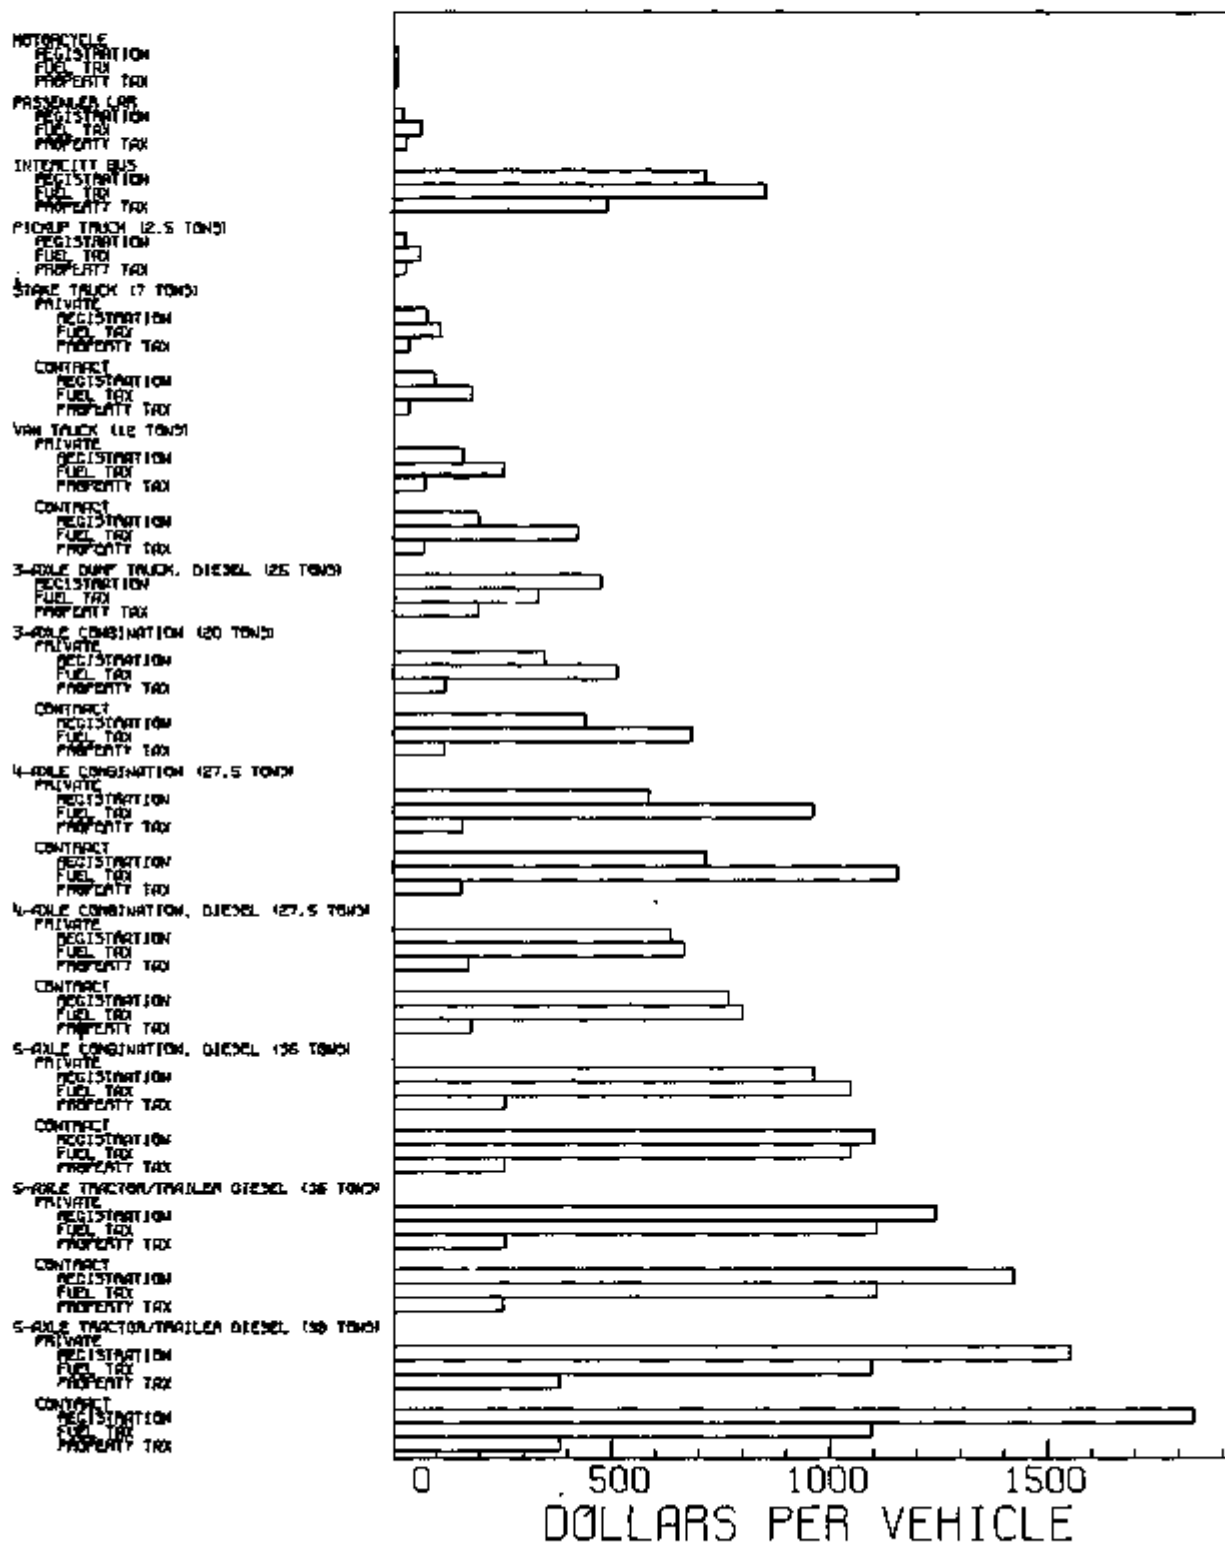 MOTORCYCLE
REGISTRATION
FUEL TAX
PROPERTY TAX
PASSENGER CAR
REGISTRATION
FUEL TAX
PROPERTY TAX
INTERCITY BUS
REGISTRATION
FUEL TAX
PROPERTY TAX
PICKUP TRUCK (2.5 TONS)
REGISTRATION
FUEL TAX
PROPERTY TAX
STAKE TRUCK (7 TONS)
PRIVATE
REGISTRATION
FUEL TAX
PROPERTY TAX
CONTRACT
REGISTRATION
FUEL TAX
PROPERTY TAX
VAN TRUCK (12 TONS)
PRIVATE
REGISTRATION
FUEL TAX
PROPERTY TAX
CONTRACT
REGISTRATION
FUEL TAX
PROPERTY TAX
3-AXLE DUMP TRUCK, DIESEL (25 TONS)
REGISTRATION
FUEL TAX
PROPERTY TAX
3-AXLE COMBINATION (20 TONS)
PRIVATE
REGISTRATION
FUEL TAX
PROPERTY TAX
CONTRACT
REGISTRATION
FUEL TAX
PROPERTY TAX
4-AXLE COMBINATION (27.5 TONS)
PRIVATE
REGISTRATION
FUEL TAX
PROPERTY TAX
CONTRACT
REGISTRATION
FUEL TAX
PROPERTY TAX
4-AXLE COMBINATION, DIESEL (27.5 TONS)
PRIVATE
REGISTRATION
FUEL TAX
PROPERTY TAX
CONTRACT
REGISTRATION
FUEL TAX
PROPERTY TAX
5-AXLE COMBINATION, DIESEL (36 TONS)
PRIVATE
REGISTRATION
FUEL TAX
PROPERTY TAX
CONTRACT
REGISTRATION
FUEL TAX
PROPERTY TAX
5-AXLE TRACTOR/TRAILER DIESEL (36 TONS)
PRIVATE
REGISTRATION
FUEL TAX
PROPERTY TAX
CONTRACT
REGISTRATION
FUEL TAX
PROPERTY TAX
5-AXLE TRACTOR/TRAILER DIESEL TONS)
PRIVATE
REGISTRATION
FUEL TAX
PROPERTY TAX
CONTRACT
REGISTRATION
FUEL TAX
PROPERTY TAX
0 500 1000 1500
DOLLARS PER VEHICLE